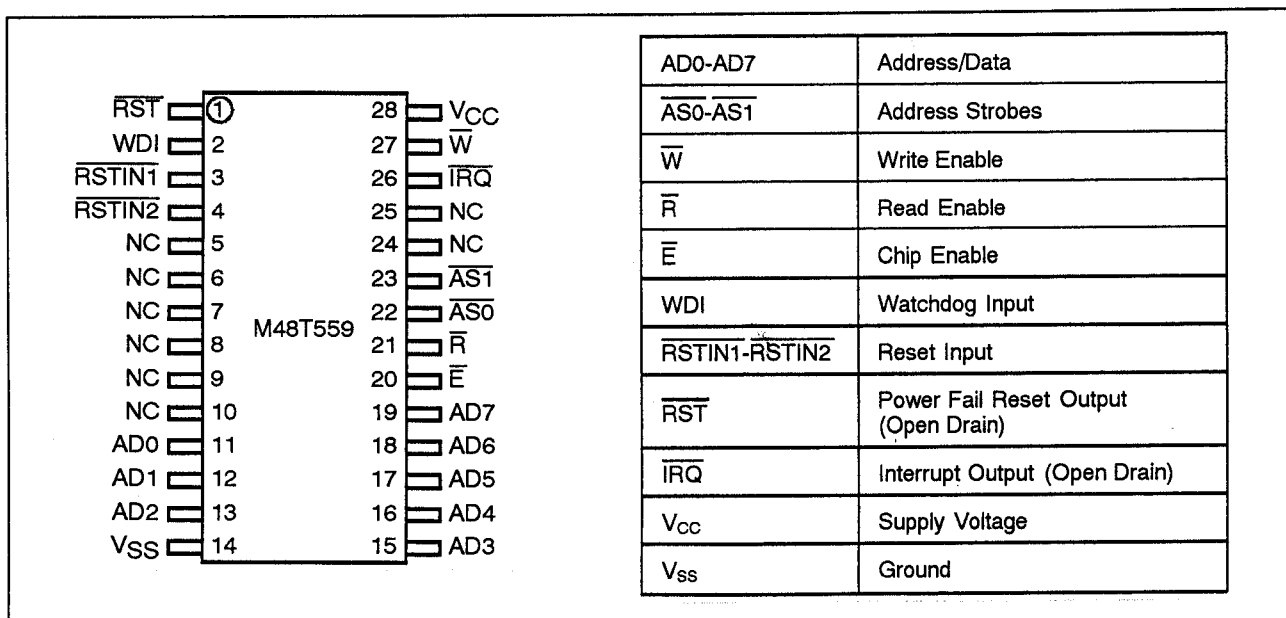 RST 1 28 VCC
WDI 2 27 W
RSTIN1 3 26 IRQ
RSTIN2 4 25 NC
NC 5 24 NC
NC 6 23 AS1
NC 7 22 AS0
M48T559
NC 8 21 R
NC 9 20 E
NC 10 19 AD7
AD0 11 18 AD6
AD1 12 17 AD5
AD2 13 16 AD4
VSS 14 15 AD3
AD0-AD7 Address/Data
AS0-AS1 Address Strobes
W Write Enable
R Read Enable
E Chip Enable
WDI Watchdog Input
RSTIN1-RSTIN2 Reset Input
RST Power Fail Reset Output
(Open Drain)
IRQ Interrupt Output (Open Drain)
VCC Supply Voltage
VSS Ground